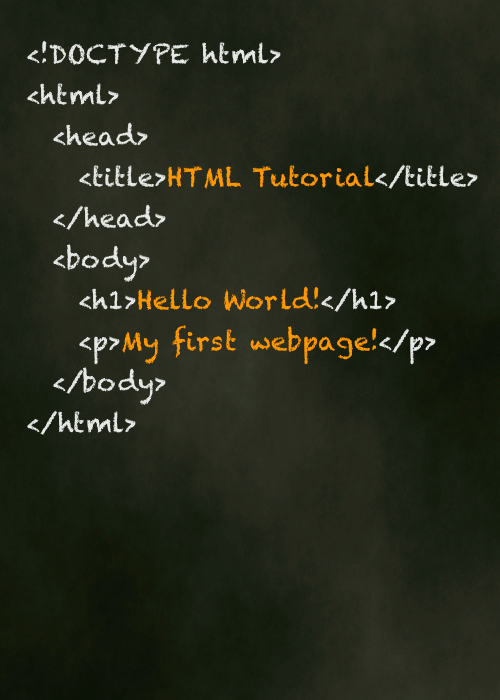 <!DOCTYPE html>
<html>
<head>
<title>HTML Tutorial</title>
</head>
<body>
<h1>Hello World!</h1>
<p>My first webpage!</p>
</body>
</html>